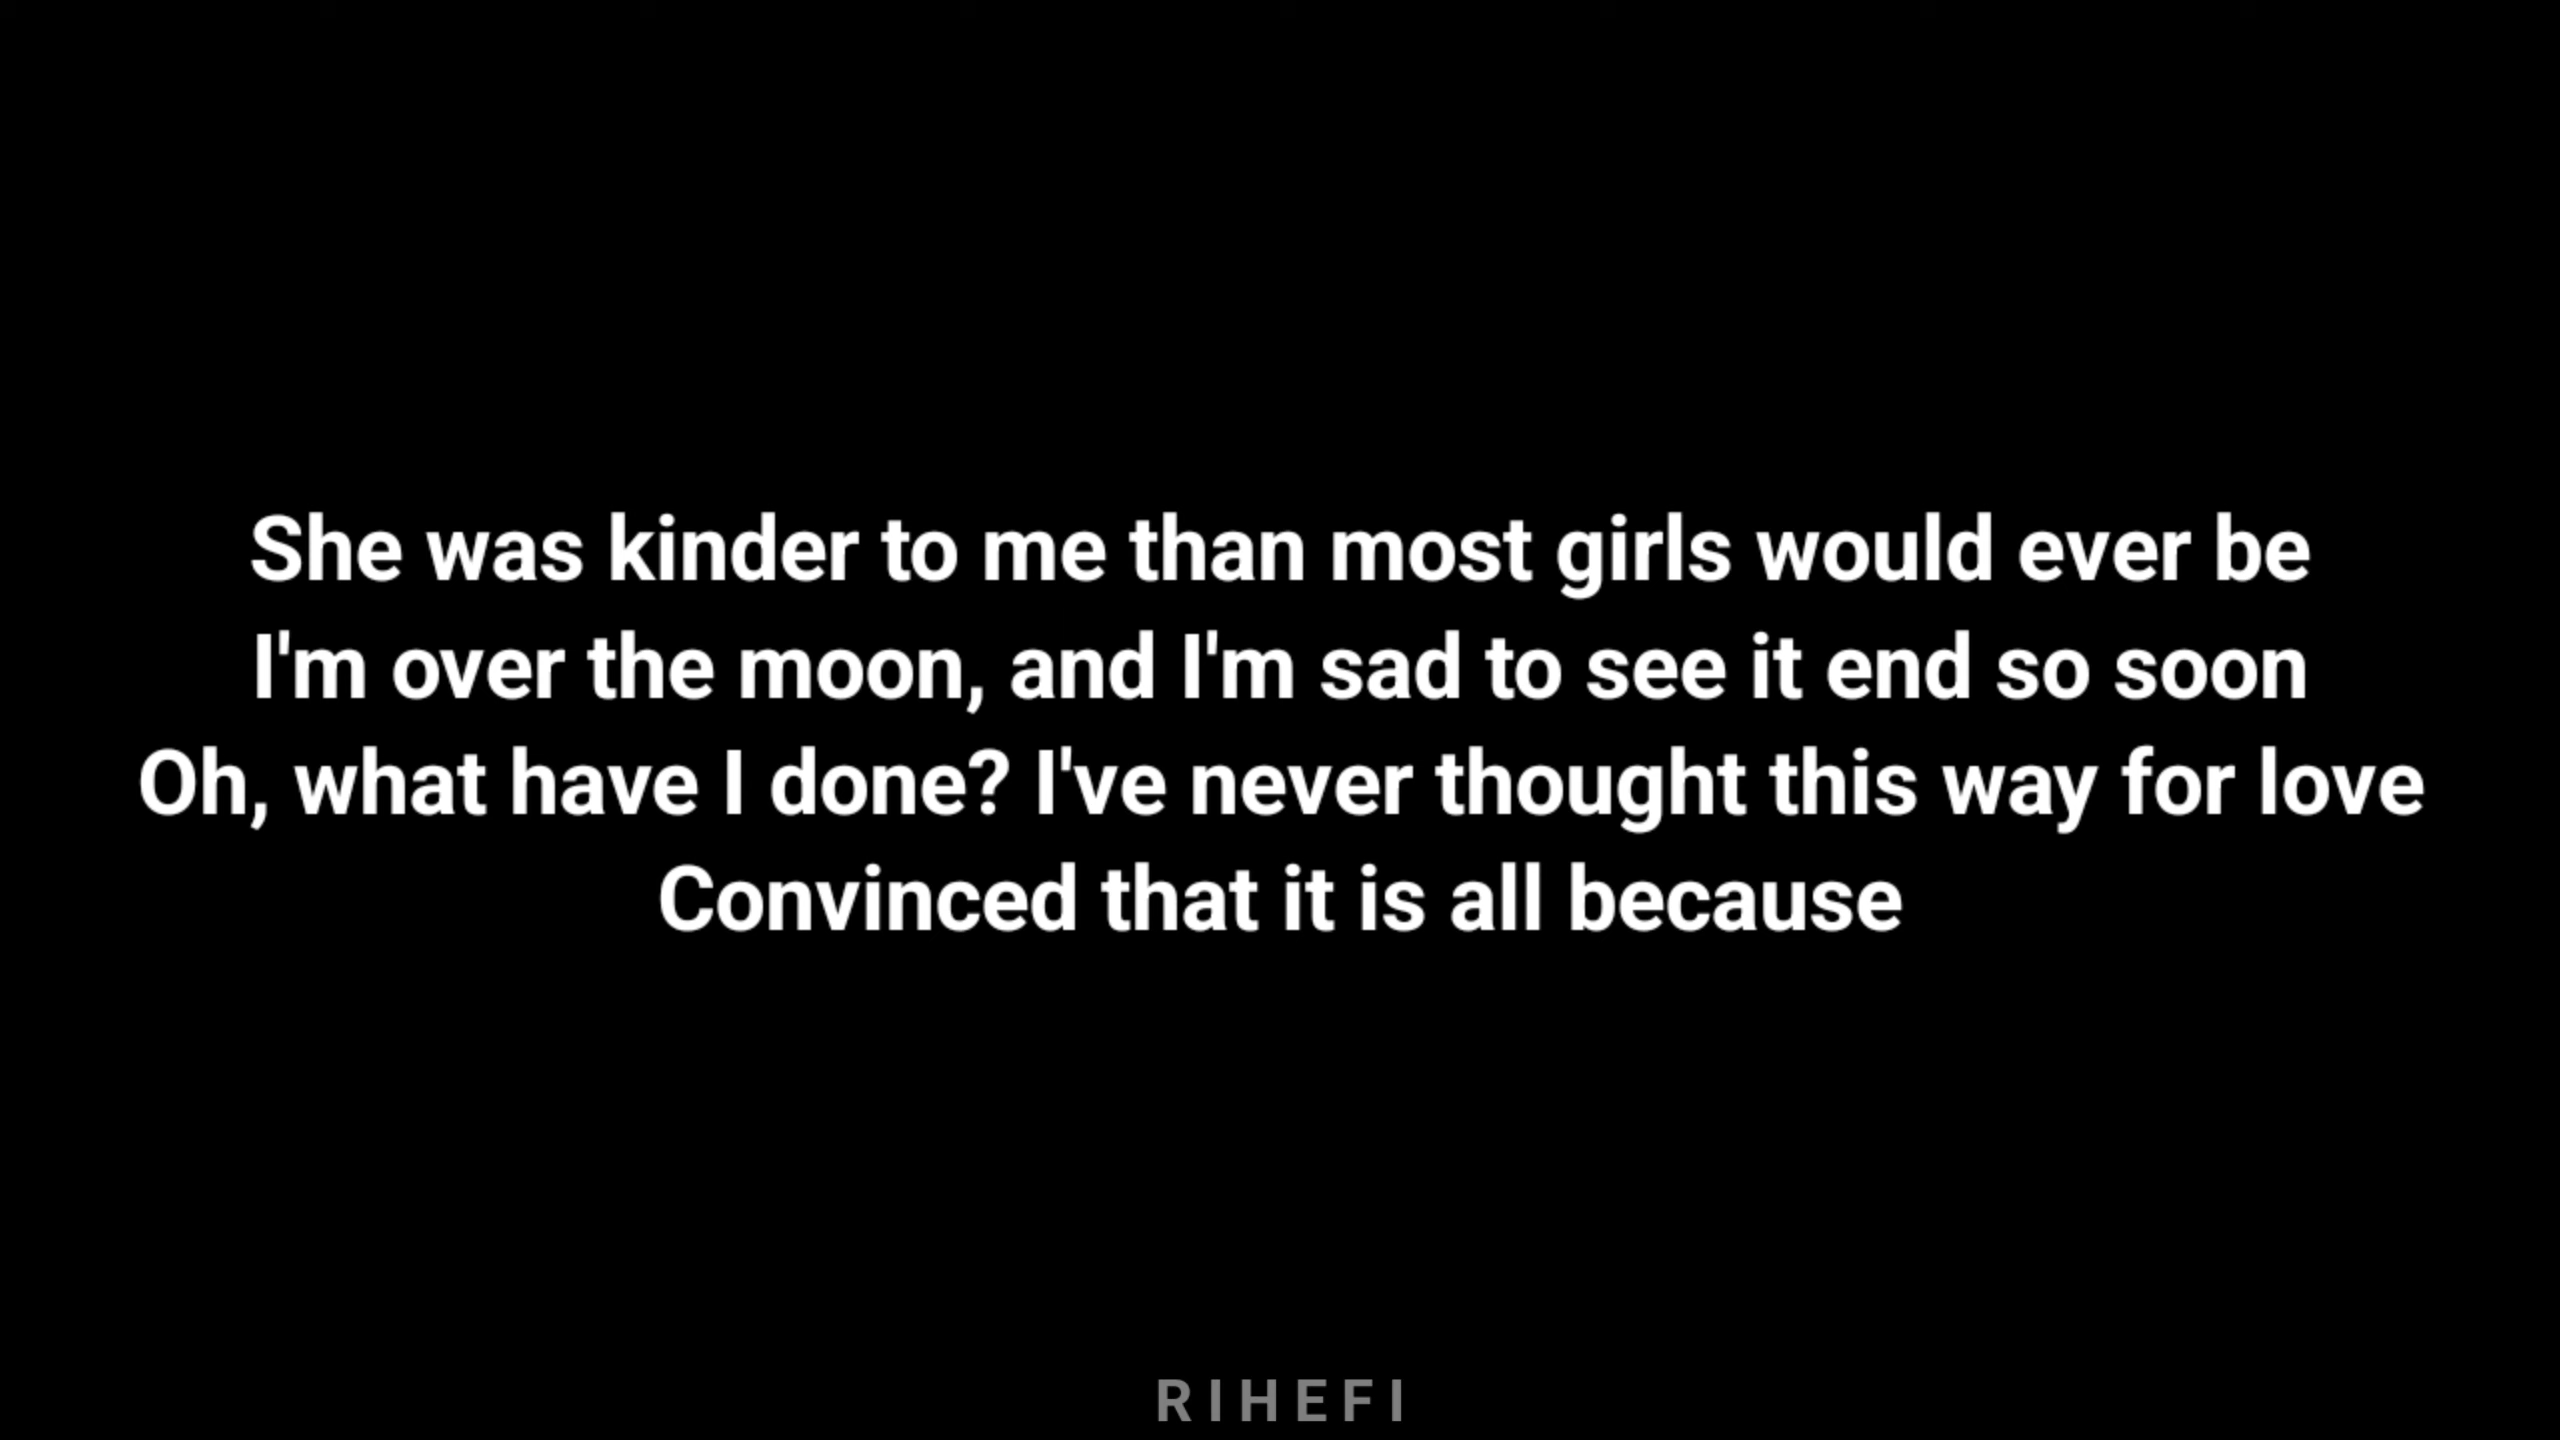 She was kinder to me than most girls would ever be
I'm over the moon, and I'm sad to see it end so soon
Oh, what have I done? I've never thought this way for love
Convinced that it is all because
RIHEFI